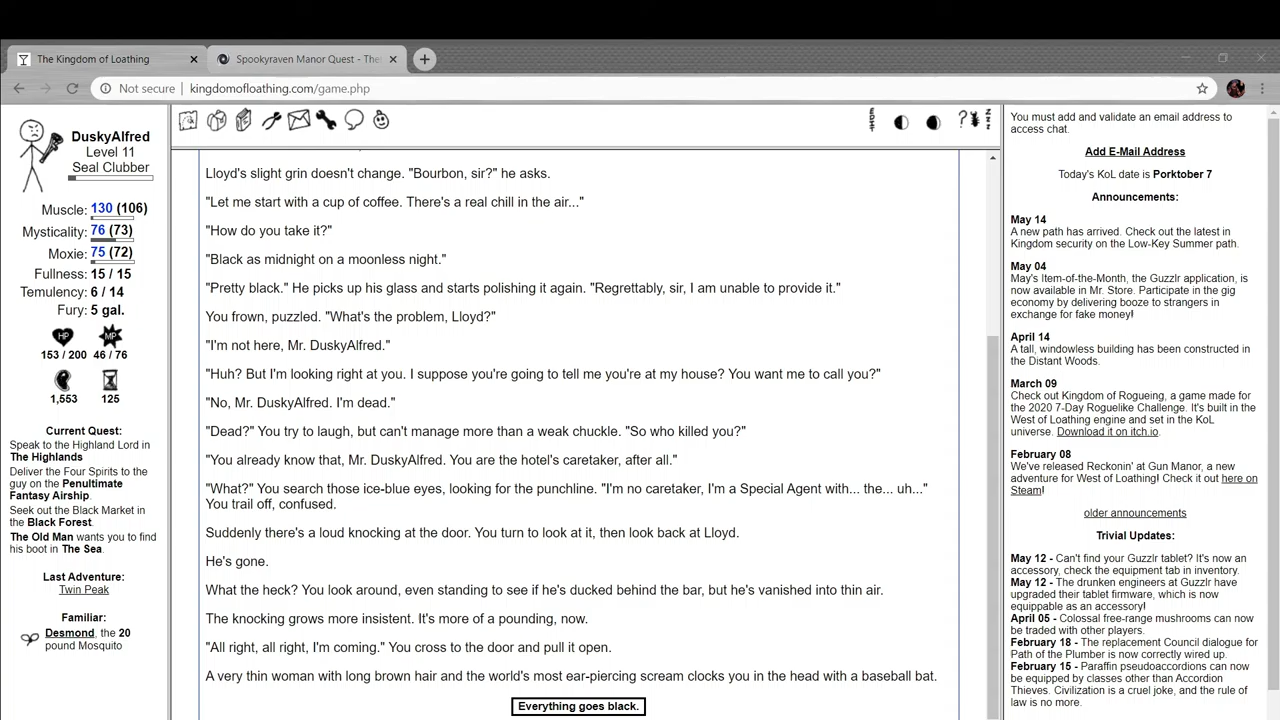 The Kingdom of Loathing
Spookyraven Manor Quest - The
Not secure | kingdomofloathing.com/game.php
DuskyAlfred
Level 11
Seal Clubber
Muscle: 130 (106)
Mysticality: 76 (73)
Moxie: 75 (72)
Fullness: 15 / 15
Temulency: 6 / 14
Fury: 5 gal.
HP
MP
153 / 200 46 / 76
1,553 125
Current Quest:
Speak to the Highland Lord in
The Highlands
Deliver the Four Spirits to the
guy on the Penultimate
Fantasy Airship.
Seek out the Black Market in
the Black Forest.
The Old Man wants you to find
his boot in The Sea.
Last Adventure:
Twin Peak
Familiar:
Desmond, the 20
pound Mosquito
EDIT
? Zzz
Lloyd's slight grin doesn't change. "Bourbon, sir?" he asks.
"Let me start with a cup of coffee. There's a real chill in the air..."
"How do you take it?"
"Black as midnight on a moonless night."
"Pretty black." He picks up his glass and starts polishing it again. "Regrettably, sir, I am unable to provide it."
You frown, puzzled. "What's the problem, Lloyd?"
"I'm not here, Mr. DuskyAlfred."
"Huh? But I'm looking right at you. I suppose you're going to tell me you're at my house? You want me to call you?"
"No, Mr. DuskyAlfred. I'm dead."
"Dead?" You try to laugh, but can't manage more than a weak chuckle. "So who killed you?"
"You already know that, Mr. DuskyAlfred. You are the hotel's caretaker, after all."
"What?" You search those ice-blue eyes, looking for the punchline. "I'm no caretaker, I'm a Special Agent with... the... uh..."
You trail off, confused.
Suddenly there's a loud knocking at the door. You turn to look at it, then look back at Lloyd.
He's gone.
What the heck? You look around, even standing to see if he's ducked behind the bar, but he's vanished into thin air.
The knocking grows more insistent. It's more of a pounding, now.
"All right, all right, I'm coming." You cross to the door and pull it open.
A very thin woman with long brown hair and the world's most ear-piercing scream clocks you in the head with a baseball bat.
Everything goes black.
You must add and validate an email address to
access chat.
Add E-Mail Address
Today's KoL date is Porktober 7
Announcements:
May 14
A new path has arrived. Check out the latest in
Kingdom security on the Low-Key Summer path.
May 04
May's Item-of-the-Month, the Guzzlr application, is
now available in Mr. Store. Participate in the gig
economy by delivering booze to strangers in
exchange for fake money!
April 14
A tall, windowless building has been constructed in
the Distant Woods.
March 09
Check out Kingdom of Rogueing, a game made for
the 2020 7-Day Roguelike Challenge. It's built in the
West of Loathing engine and set in the KoL
universe. Download it on itch.io.
February 08
We've released Reckonin' at Gun Manor, a new
adventure for West of Loathing! Check it out here on
Steam!
older announcements
Trivial Updates:
May 12 - Can't find your Guzzlr tablet? It's now an
accessory, check the equipment tab in inventory.
May 12 - The drunken engineers at Guzzlr have
upgraded their tablet firmware, which is now
equippable as an accessory!
April 05 - Colossal free-range mushrooms can now
be traded with other players.
February 18 - The replacement Council dialogue for
Path of the Plumber is now correctly wired up.
February 15 - Paraffin pseudoaccordions can now
be equipped by classes other than Accordion
Thieves. Civilization is a cruel joke, and the rule of
law is no more.